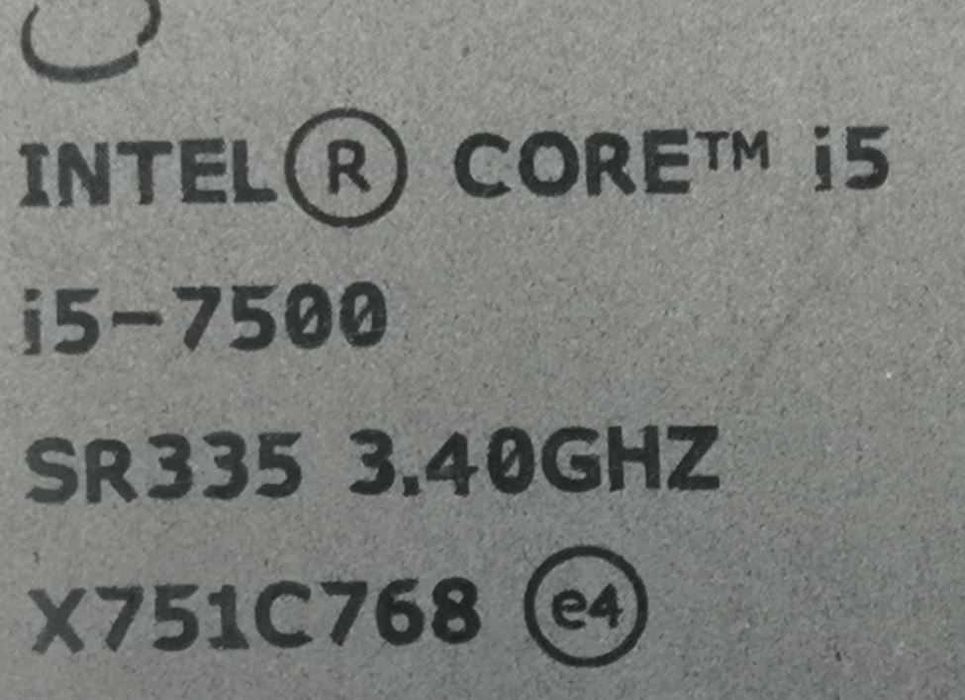 INTEL® CORE™ i5
i5-7500
SR335 3.40GHZ
X751C768 e4